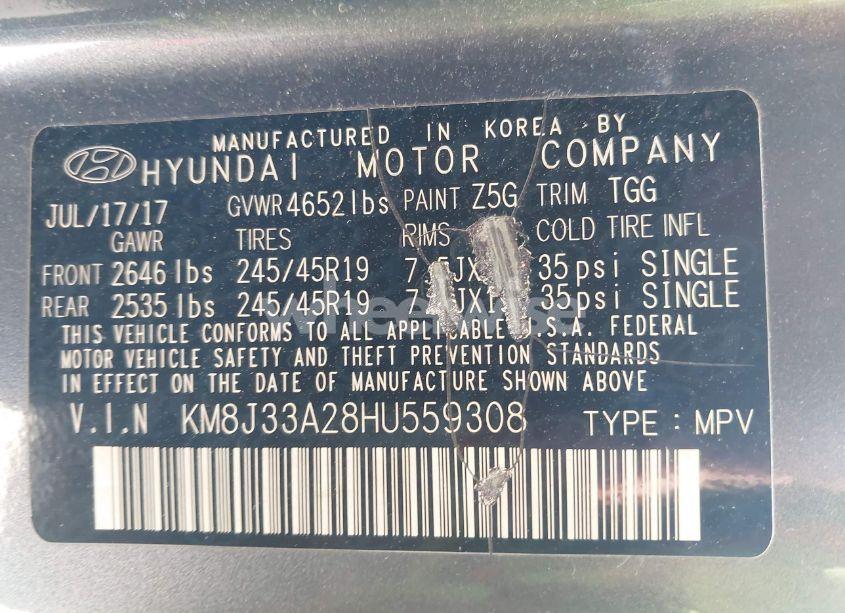 MANUFACTURED IN KOREA BY
HYUNDAI MOTOR COMPANY
JUL/17/17 GVWR 4652lbs PAINT Z5G TRIM TGG
GAWR TIRES RIMS COLD TIRE INFL
FRONT 2646 lbs 245/45R19 35psi SINGLE
REAR 2535 lbs 245/45R19 35psi SINGLE
THIS VEHICLE CONFORMS TO ALL APPLICABLE U.S.A. FEDERAL
MOTOR VEHICLE SAFETY AND THEFT PREVENTION STANDARDS
IN EFFECT ON THE DATE OF MANUFACTURE SHOWN ABOVE
V.I.N KM8J33A28HU559308 TYPE: MPV